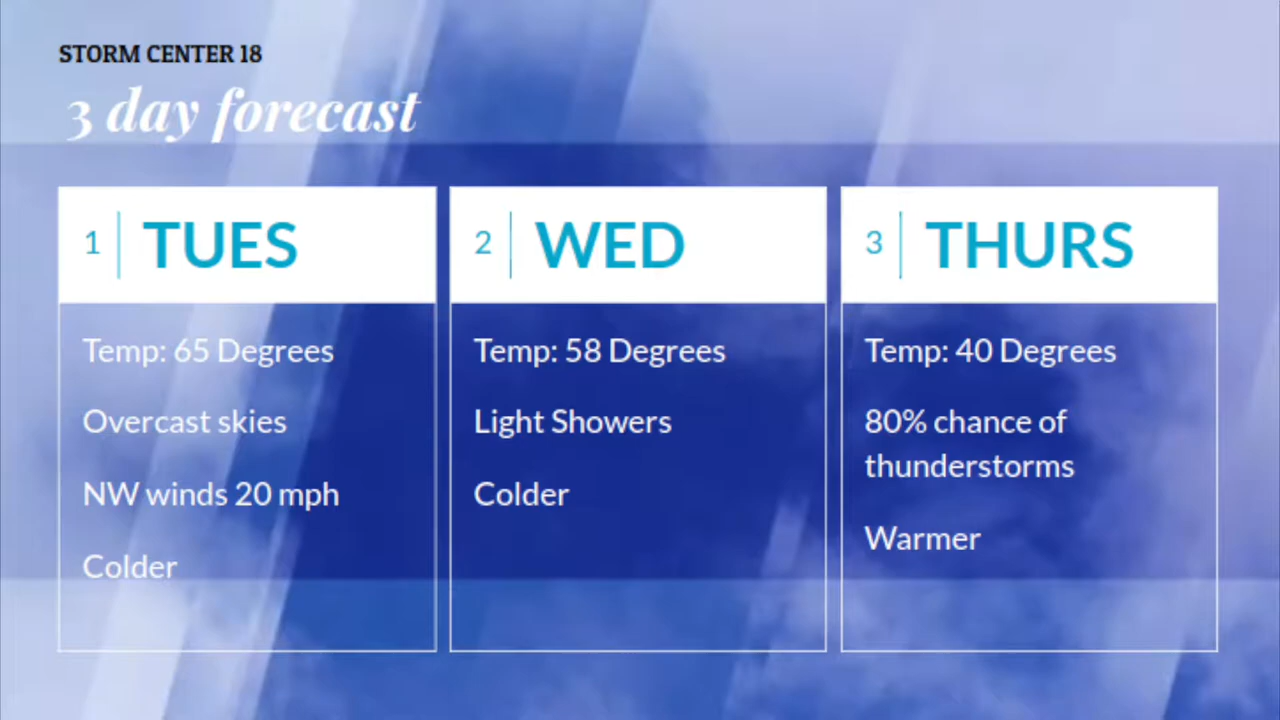 STORM CENTER 18
3 day forecast
1 TUES
Temp: 65 Degrees
Overcast skies
NW winds 20 mph
Colder
2 WED
Temp: 58 Degrees
Light Showers
Colder
3 THURS
Temp: 40 Degrees
80% chance of
thunderstorms
Warmer